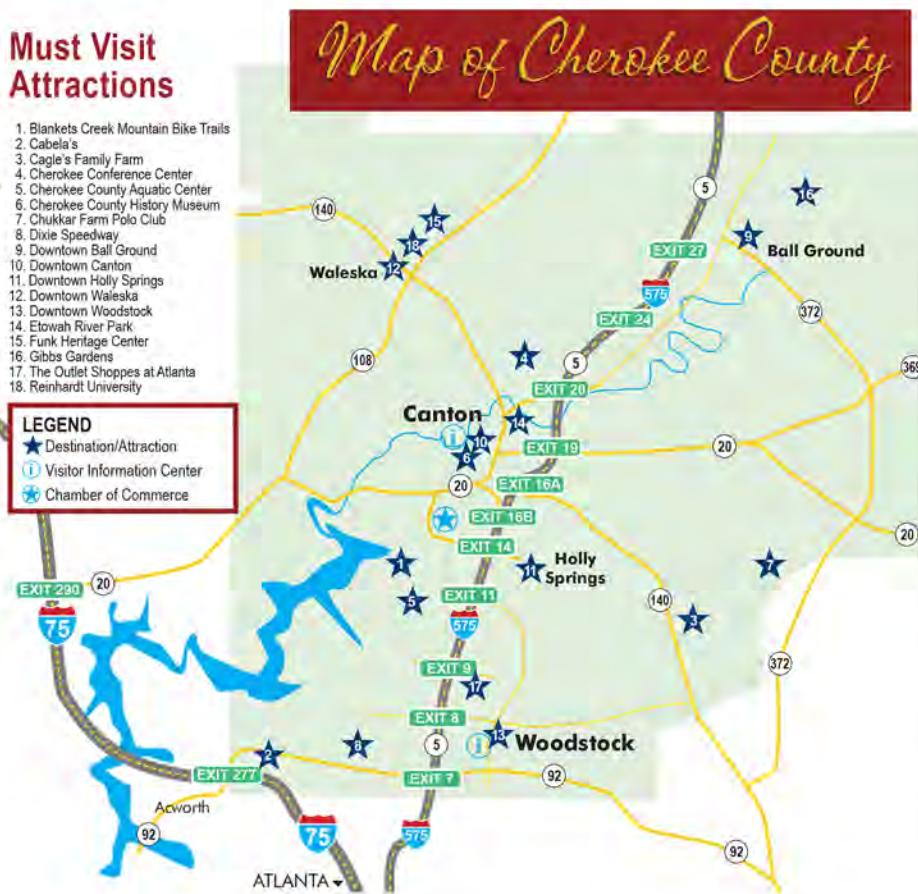 Map of Cherokee County
Must Visit
Attractions
1. Blankets Creek Mountain Bike Trails
2. Cabela's
3. Cagle's Family Farm
4. Cherokee Conference Center
5. Cherokee County Aquatic Center
6. Cherokee County History Museum
7. Chukkar Farm Polo Club
8. Dixie Speedway
9. Downtown Ball Ground
10. Downtown Canton
11. Downtown Holly Springs
12. Downtown Waleska
13. Downtown Woodstock
14. Etowah River Park
15. Funk Heritage Center
16. Gibbs Gardens
17. The Outlet Shoppes at Atlanta
18. Reinhardt University
LEGEND
Destination/Attraction
i Visitor Information Center
Chamber of Commerce
5
16
140
15
18
9
EXIT 27
Ball Ground
Waleska
12
575
372
EXIT 24
4
5
108
369
EXIT 20
Canton
14
i
10
6
EXIT 19
20
20
EXIT 16A
EXIT 16B
20
EXIT 14
Holly
Springs
11
1
7
EXIT 290
20
EXIT 11
5
140
3
75
575
372
EXIT 9
17
EXIT 8
13
Woodstock
i
5
8
2
EXIT 277
EXIT 7
92
Acworth
92
75
575
92
ATLANTA